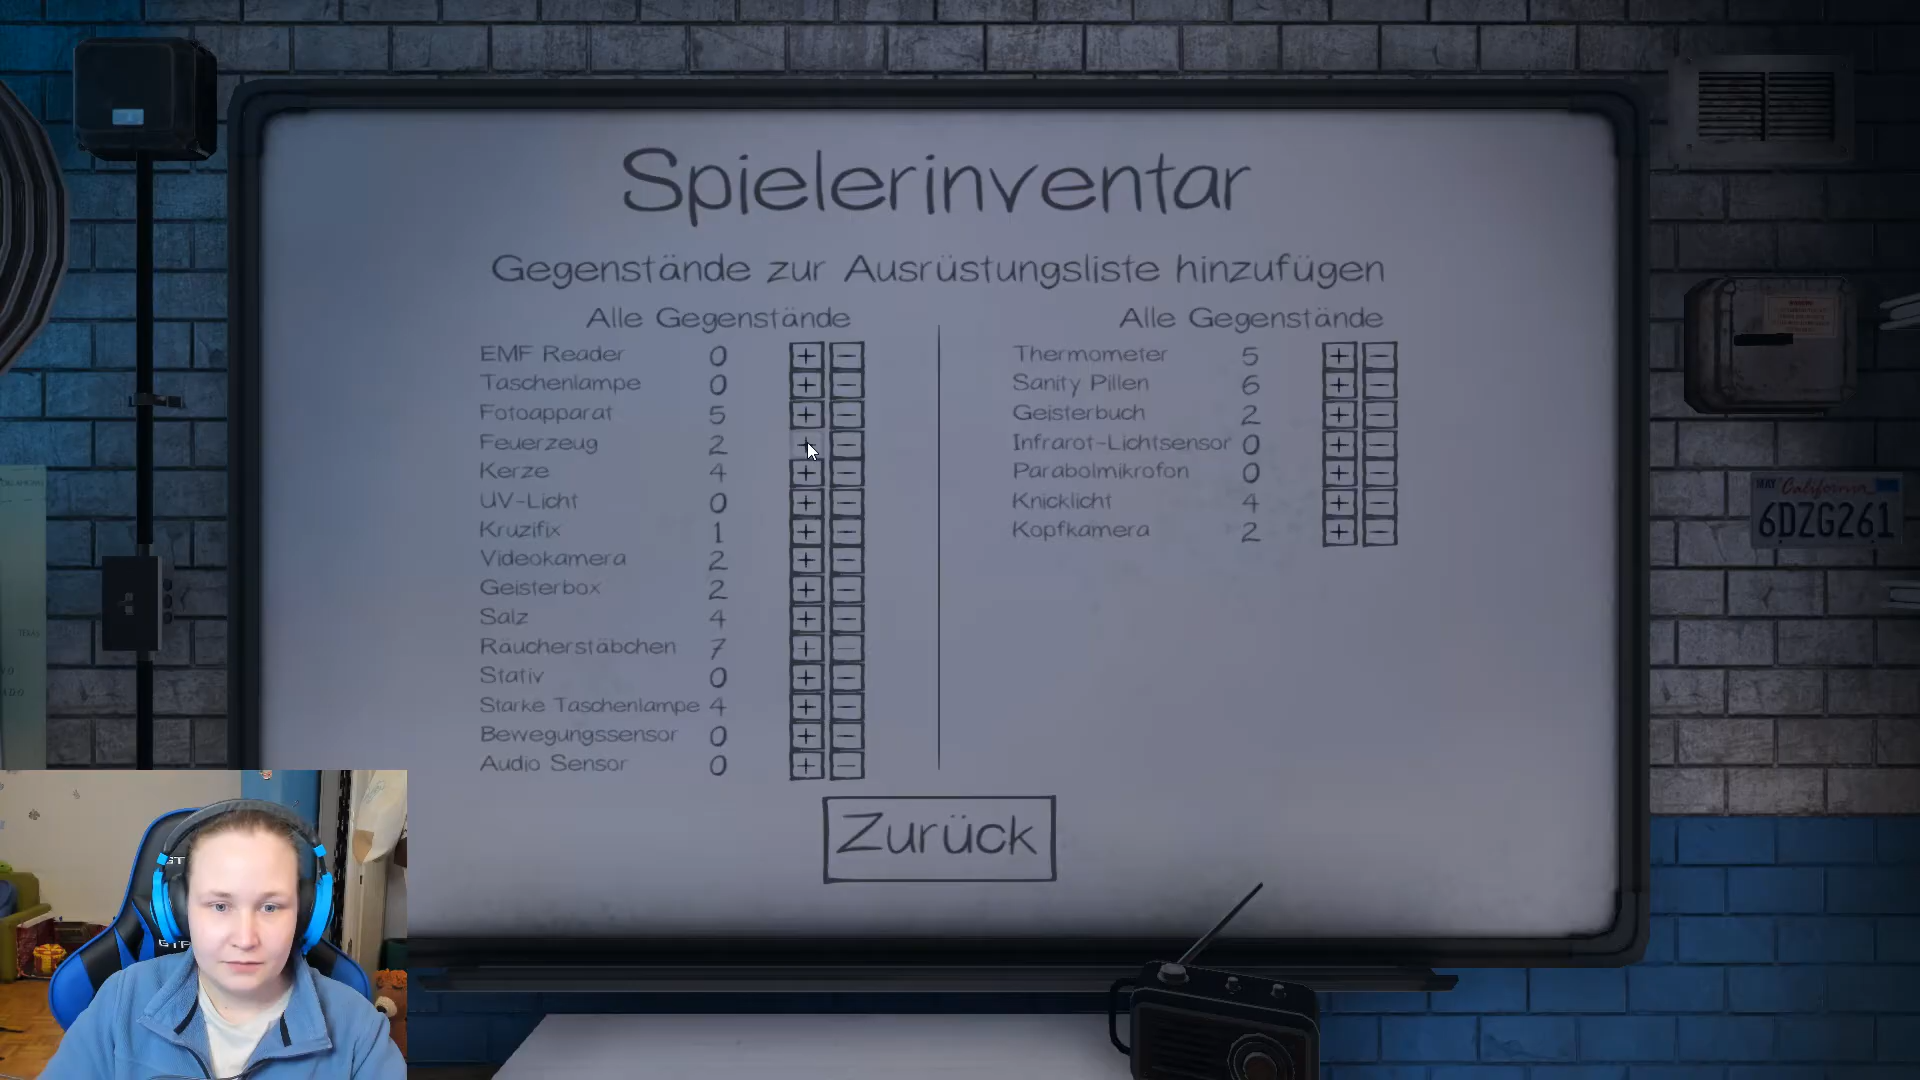 Spielerinventar
Gegenstände zur Ausrüstungsliste hinzufügen
Alle Gegenstände
EMF Reader 0 + −
Taschenlampe 0 + −
Fotoapparat 5 + −
Feuerzeug 2 + −
Kerze 4 + −
UV-Licht 0 + −
Kruzifix 1 + −
Videokamera 2 + −
Geisterbox 2 + −
Salz 4 + −
Räucherstäbchen 7 + −
Stativ 0 + −
Starke Taschenlampe 4 + −
Bewegungssensor 0 + −
Audio Sensor 0 + −
Alle Gegenstände
Thermometer 5 + −
Sanity Pillen 6 + −
Geisterbuch 2 + −
Infrarot-Lichtsensor 0 + −
Parabolmikrofon 0 + −
Knicklicht 4 + −
Kopfkamera 2 + −
Zurück
MAY California
6DZG261